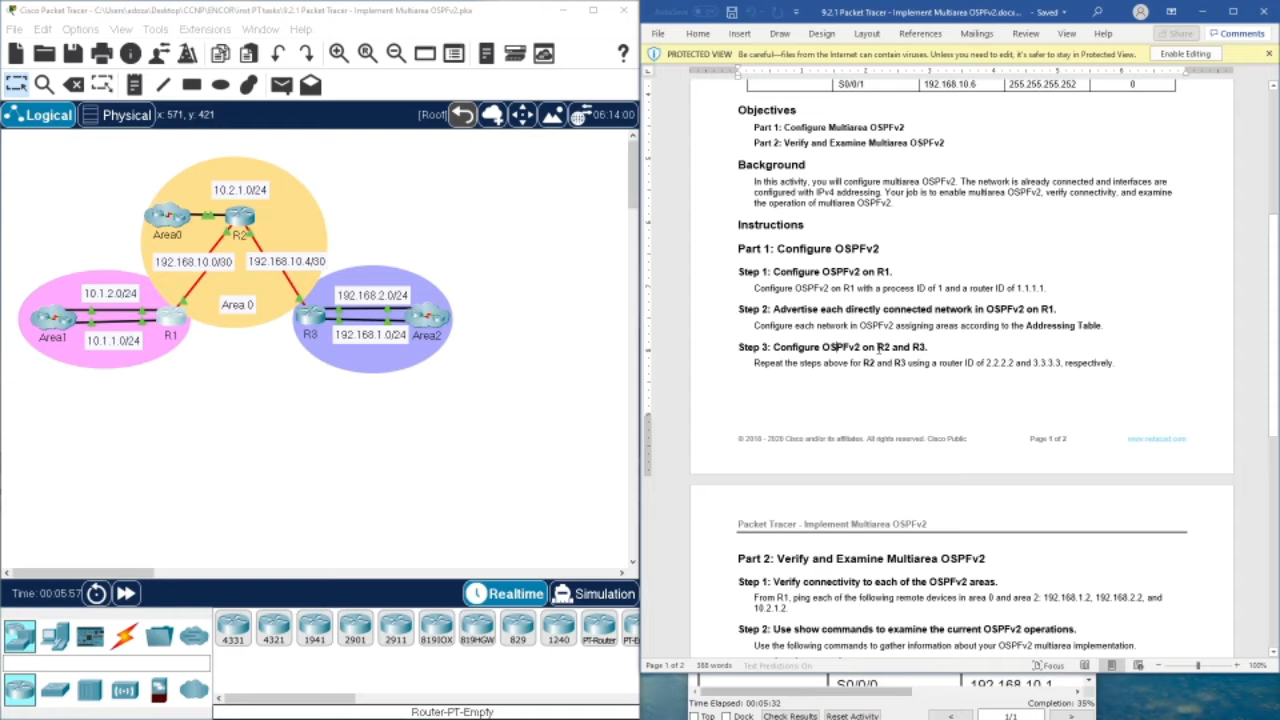 Cisco Packet Tracer - C:\Users\adoza\Desktop\CCNP\ENCOR\inst PT tasks\9.2.1 Packet Tracer - Implement Multiarea OSPFv2.pka
File Edit Options View Tools Extensions Window Help
?
Logical Physical x: 571, y: 421 [Root] 06:14:00
10.2.1.0/24
Area0
R2
192.168.10.0/30 192.168.10.4/30
10.1.2.0/24
Area 0
192.168.2.0/24
Area1
R1
R3
Area2
10.1.1.0/24
192.168.1.0/24
Time: 00:05:57 Realtime Simulation
4331 4321 1941 2901 2911 819IOX 819HGW 829 1240 PT-Router PT-E
Router-PT-Empty
AutoSave Off 9.2.1 Packet Tracer - Implement Multiarea OSPFv2.docx... - Saved
File Home Insert Draw Design Layout References Mailings Review View Help Share Comments
PROTECTED VIEW Be careful—files from the Internet can contain viruses. Unless you need to edit, it's safer to stay in Protected View. Enable Editing
S0/0/1 192.168.10.6 255.255.255.252 0
Objectives
Part 1: Configure Multiarea OSPFv2
Part 2: Verify and Examine Multiarea OSPFv2
Background
In this activity, you will configure multiarea OSPFv2. The network is already connected and interfaces are
configured with IPv4 addressing. Your job is to enable multiarea OSPFv2, verify connectivity, and examine
the operation of multiarea OSPFv2.
Instructions
Part 1: Configure OSPFv2
Step 1: Configure OSPFv2 on R1.
Configure OSPFv2 on R1 with a process ID of 1 and a router ID of 1.1.1.1.
Step 2: Advertise each directly connected network in OSPFv2 on R1.
Configure each network in OSPFv2 assigning areas according to the Addressing Table.
Step 3: Configure OSPFv2 on R2 and R3.
Repeat the steps above for R2 and R3 using a router ID of 2.2.2.2 and 3.3.3.3, respectively.
© 2016 - 2020 Cisco and/or its affiliates. All rights reserved. Cisco Public Page 1 of 2 www.netacad.com
Packet Tracer - Implement Multiarea OSPFv2
Part 2: Verify and Examine Multiarea OSPFv2
Step 1: Verify connectivity to each of the OSPFv2 areas.
From R1, ping each of the following remote devices in area 0 and area 2: 192.168.1.2, 192.168.2.2, and
10.2.1.2.
Step 2: Use show commands to examine the current OSPFv2 operations.
Use the following commands to gather information about your OSPFv2 multiarea implementation.
Page 1 of 2 388 words Text Predictions: On Focus 100%
S0/0/0 192.168.10.1
Time Elapsed: 00:05:32 Completion: 35%
Top Dock Check Results Reset Activity < 1/1 >